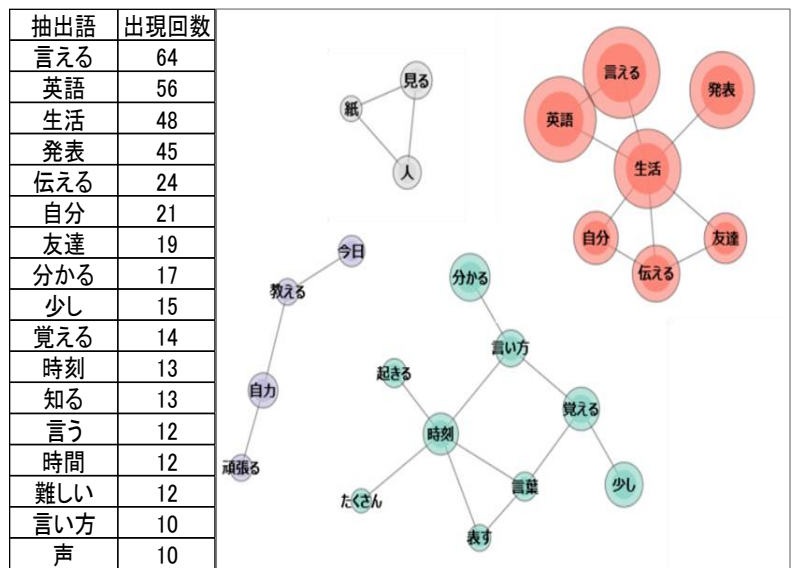 抽出語 出現回数
言える 64
英語 56
生活 48
発表 45
伝える 24
自分 21
友達 19
分かる 17
少し 15
覚える 14
時刻 13
知る 13
言う 12
時間 12
難しい 12
言い方 10
声 10
見る
紙
人
言える
発表
英語
生活
自分
友達
伝える
今日
教える
自力
頑張る
分かる
言い方
起きる
覚える
時刻
少し
言葉
たくさん
表す